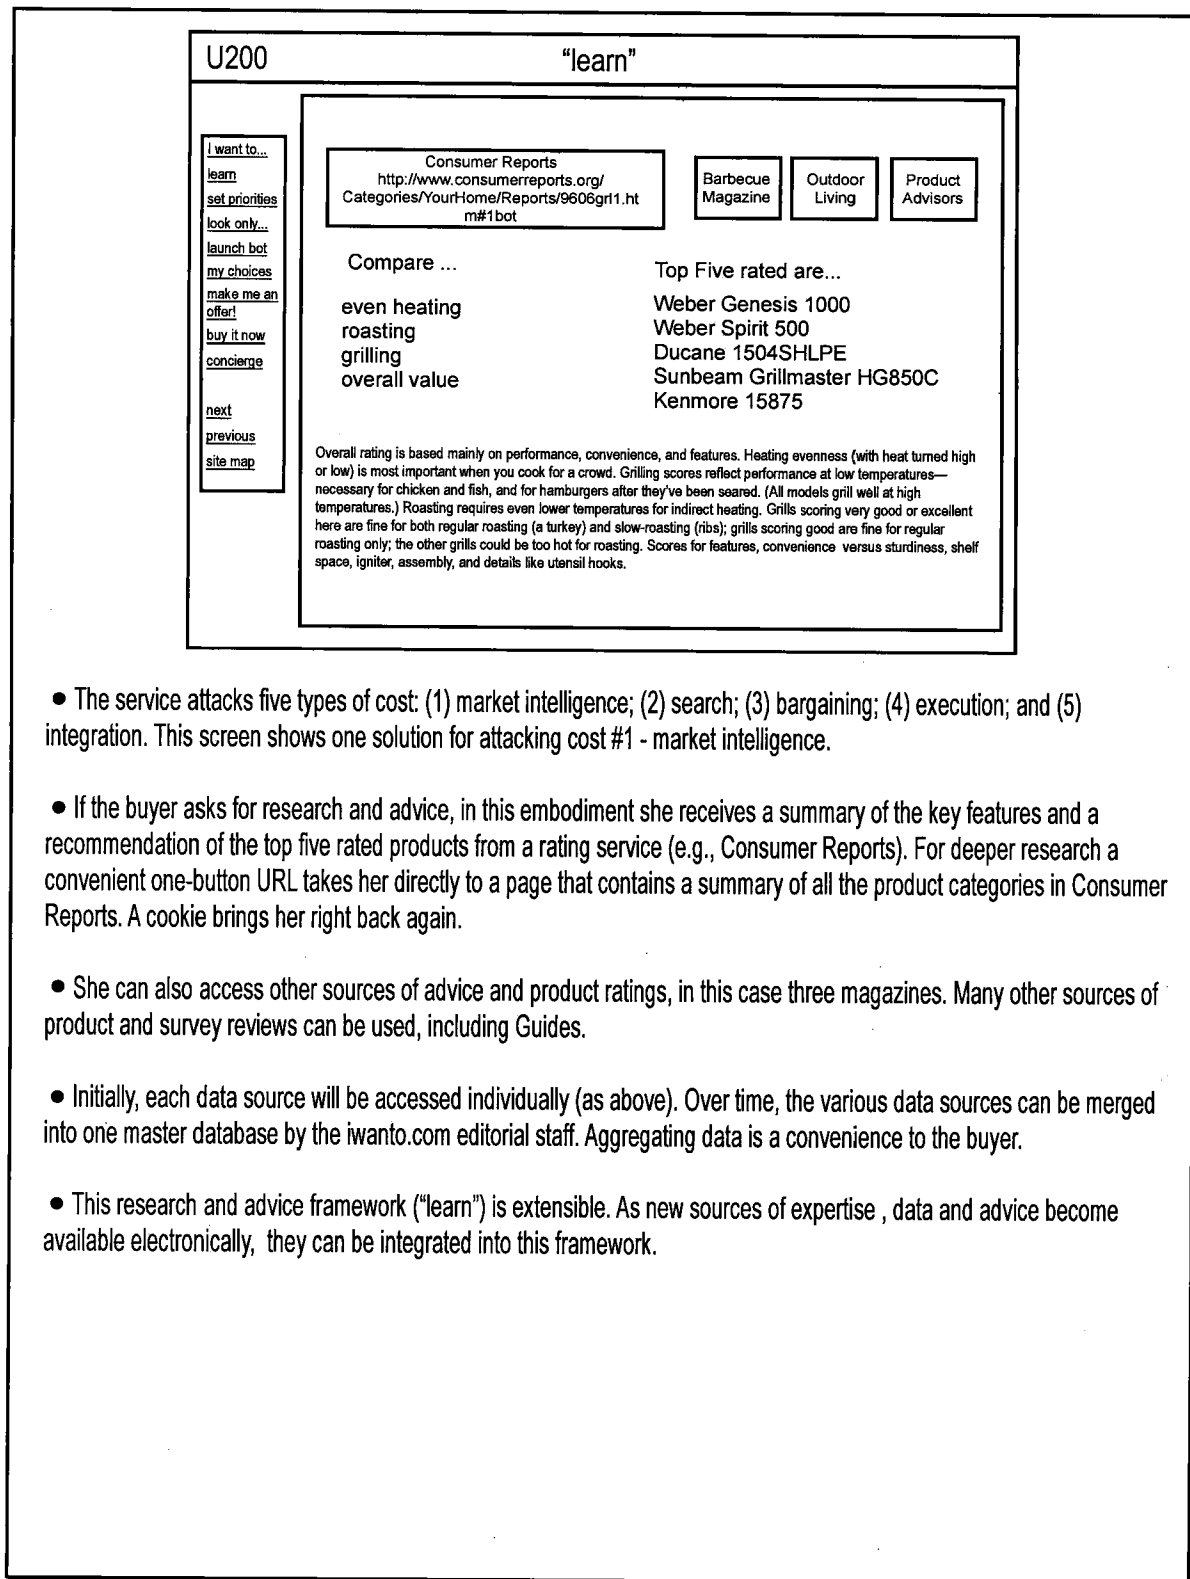 U200
“learn”
I want to...
learn
set priorities
look only...
launch bot
my choices
make me an
offer!
buy it now
concierge
next
previous
site map
Consumer Reports
http://www.consumerreports.org/
Categories/YourHome/Reports/9606grl1.ht
m#1bot
Barbecue
Magazine
Outdoor
Living
Product
Advisors
Compare ...
even heating
roasting
grilling
overall value
Top Five rated are...
Weber Genesis 1000
Weber Spirit 500
Ducane 1504SHLPE
Sunbeam Grillmaster HG850C
Kenmore 15875
Overall rating is based mainly on performance, convenience, and features. Heating evenness (with heat turned high
or low) is most important when you cook for a crowd. Grilling scores reflect performance at low temperatures—
necessary for chicken and fish, and for hamburgers after they've been seared. (All models grill well at high
temperatures.) Roasting requires even lower temperatures for indirect heating. Grills scoring very good or excellent
here are fine for both regular roasting (a turkey) and slow-roasting (ribs); grills scoring good are fine for regular
roasting only; the other grills could be too hot for roasting. Scores for features, convenience versus sturdiness, shelf
space, igniter, assembly, and details like utensil hooks.
● The service attacks five types of cost: (1) market intelligence; (2) search; (3) bargaining; (4) execution; and (5)
integration. This screen shows one solution for attacking cost #1 - market intelligence.
● If the buyer asks for research and advice, in this embodiment she receives a summary of the key features and a
recommendation of the top five rated products from a rating service (e.g., Consumer Reports). For deeper research a
convenient one-button URL takes her directly to a page that contains a summary of all the product categories in Consumer
Reports. A cookie brings her right back again.
● She can also access other sources of advice and product ratings, in this case three magazines. Many other sources of
product and survey reviews can be used, including Guides.
● Initially, each data source will be accessed individually (as above). Over time, the various data sources can be merged
into one master database by the iwanto.com editorial staff. Aggregating data is a convenience to the buyer.
● This research and advice framework (“learn”) is extensible. As new sources of expertise , data and advice become
available electronically, they can be integrated into this framework.